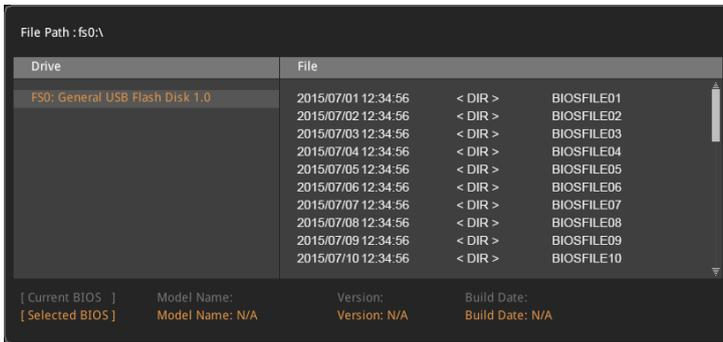 File Path : fs0:\
Drive File
FS0: General USB Flash Disk 1.0
2015/07/01 12:34:56 < DIR > BIOSFILE01
2015/07/02 12:34:56 < DIR > BIOSFILE02
2015/07/03 12:34:56 < DIR > BIOSFILE03
2015/07/04 12:34:56 < DIR > BIOSFILE04
2015/07/05 12:34:56 < DIR > BIOSFILE05
2015/07/06 12:34:56 < DIR > BIOSFILE06
2015/07/07 12:34:56 < DIR > BIOSFILE07
2015/07/08 12:34:56 < DIR > BIOSFILE08
2015/07/09 12:34:56 < DIR > BIOSFILE09
2015/07/10 12:34:56 < DIR > BIOSFILE10
[ Current BIOS ] Model Name: Version: Build Date:
[ Selected BIOS ] Model Name: N/A Version: N/A Build Date: N/A